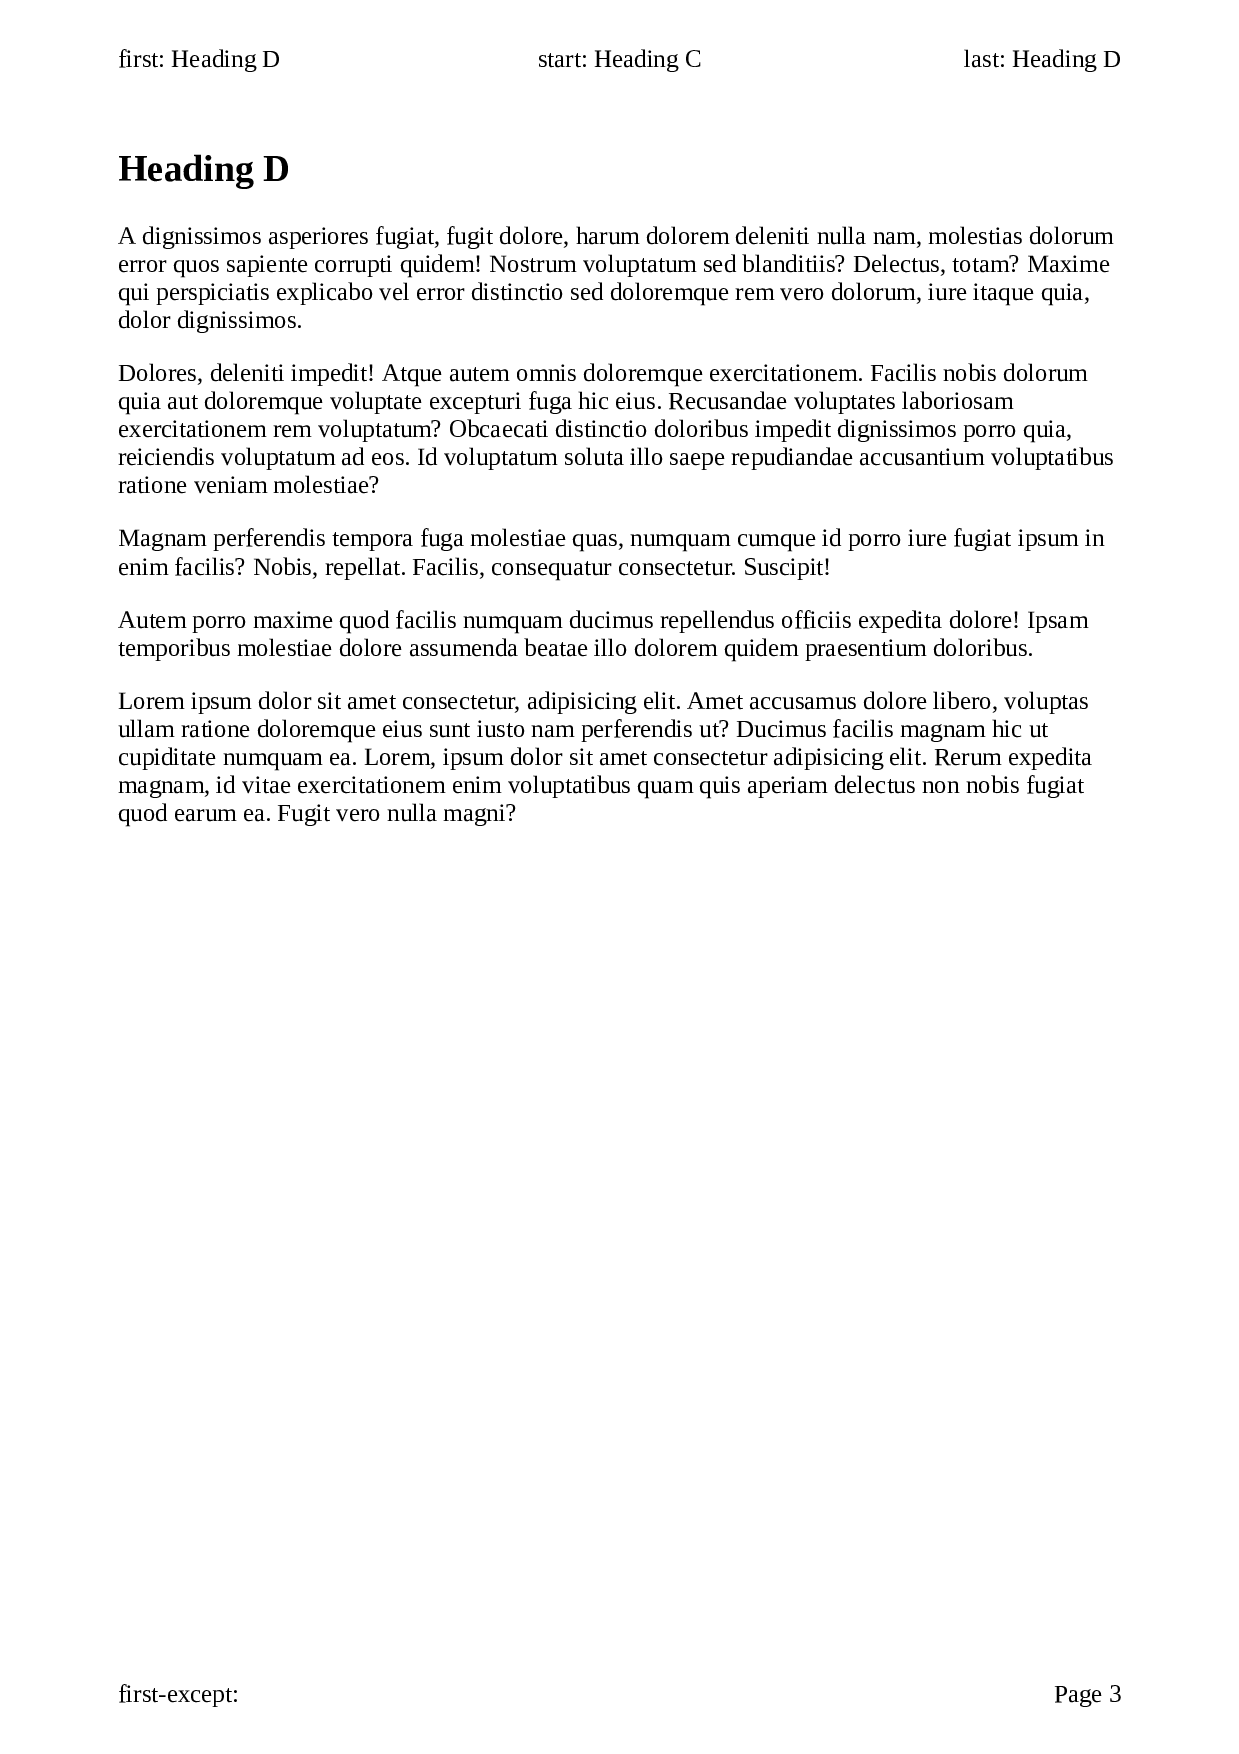 first: Heading D start: Heading C last: Heading D
Heading D
A dignissimos asperiores fugiat, fugit dolore, harum dolorem deleniti nulla nam, molestias dolorum
error quos sapiente corrupti quidem! Nostrum voluptatum sed blanditiis? Delectus, totam? Maxime
qui perspiciatis explicabo vel error distinctio sed doloremque rem vero dolorum, iure itaque quia,
dolor dignissimos.
Dolores, deleniti impedit! Atque autem omnis doloremque exercitationem. Facilis nobis dolorum
quia aut doloremque voluptate excepturi fuga hic eius. Recusandae voluptates laboriosam
exercitationem rem voluptatum? Obcaecati distinctio doloribus impedit dignissimos porro quia,
reiciendis voluptatum ad eos. Id voluptatum soluta illo saepe repudiandae accusantium voluptatibus
ratione veniam molestiae?
Magnam perferendis tempora fuga molestiae quas, numquam cumque id porro iure fugiat ipsum in
enim facilis? Nobis, repellat. Facilis, consequatur consectetur. Suscipit!
Autem porro maxime quod facilis numquam ducimus repellendus officiis expedita dolore! Ipsam
temporibus molestiae dolore assumenda beatae illo dolorem quidem praesentium doloribus.
Lorem ipsum dolor sit amet consectetur, adipisicing elit. Amet accusamus dolore libero, voluptas
ullam ratione doloremque eius sunt iusto nam perferendis ut? Ducimus facilis magnam hic ut
cupiditate numquam ea. Lorem, ipsum dolor sit amet consectetur adipisicing elit. Rerum expedita
magnam, id vitae exercitationem enim voluptatibus quam quis aperiam delectus non nobis fugiat
quod earum ea. Fugit vero nulla magni?
first-except: Page 3